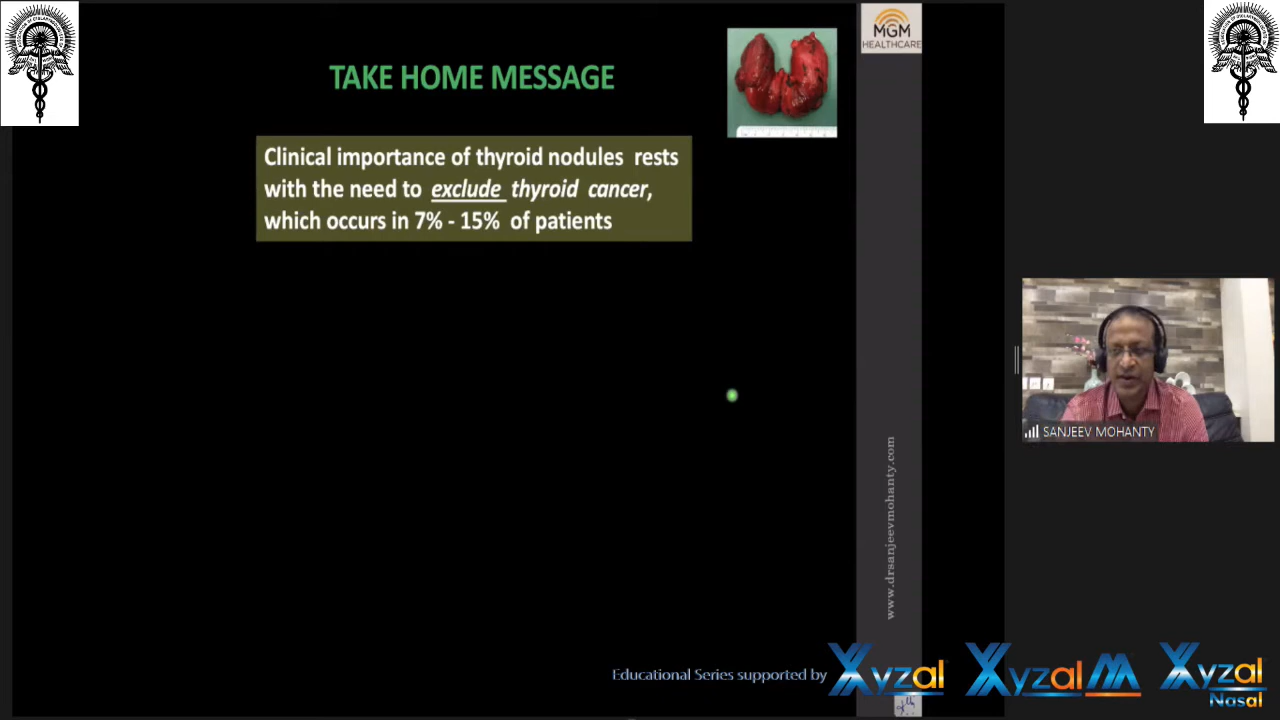 MGM
HEALTHCARE
TAKE HOME MESSAGE
Clinical importance of thyroid nodules rests
with the need to exclude thyroid cancer,
which occurs in 7% - 15% of patients
SANJEEV MOHANTY
www.drsanjeevmohanty.com
Educational Series supported by
Xyzal
Xyzal M
Xyzal
Nasal